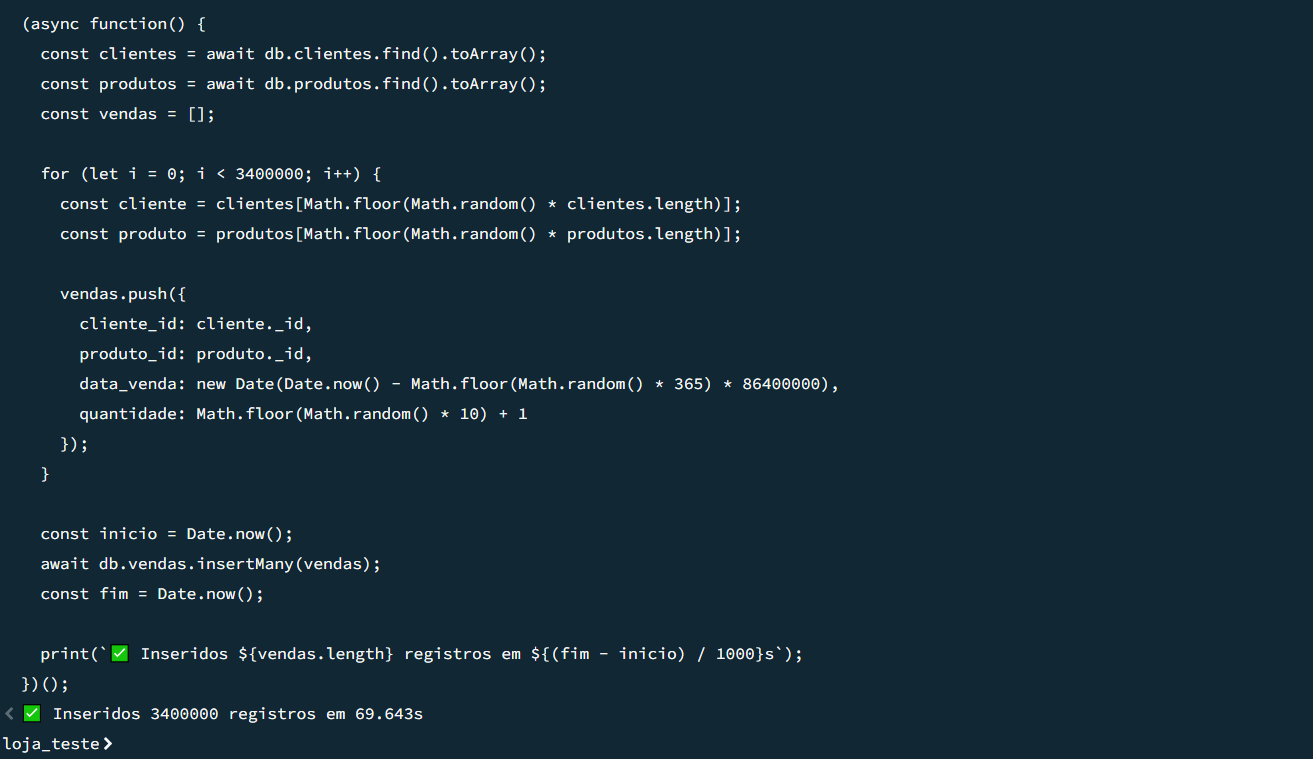 (async function() {
  const clientes = await db.clientes.find().toArray();
  const produtos = await db.produtos.find().toArray();
  const vendas = [];

  for (let i = 0; i < 3400000; i++) {
    const cliente = clientes[Math.floor(Math.random() * clientes.length)];
    const produto = produtos[Math.floor(Math.random() * produtos.length)];

    vendas.push({
      cliente_id: cliente._id,
      produto_id: produto._id,
      data_venda: new Date(Date.now() - Math.floor(Math.random() * 365) * 86400000),
      quantidade: Math.floor(Math.random() * 10) + 1
    });
  }

  const inicio = Date.now();
  await db.vendas.insertMany(vendas);
  const fim = Date.now();

  print(`✅ Inseridos ${vendas.length} registros em ${(fim - inicio) / 1000}s`);
})();
< ✅ Inseridos 3400000 registros em 69.643s
loja_teste>